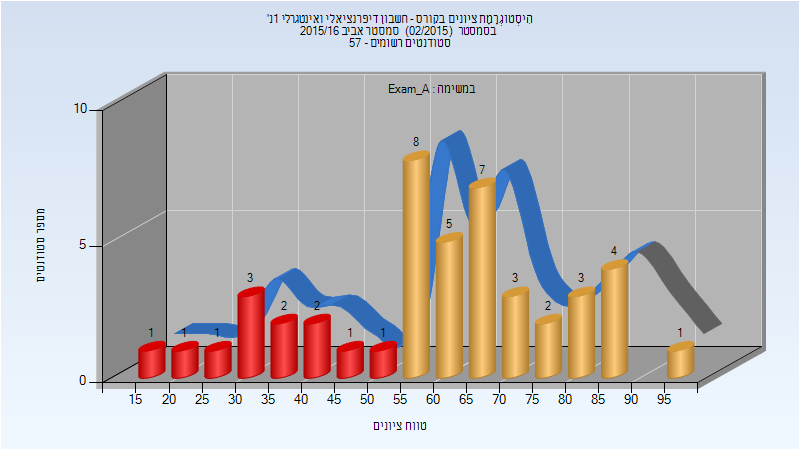 היסטוגרמת ציונים בקורס - חשבון דיפרנציאלי ואינטגרלי 1נ'
בסמסטר (02/2015) סמסטר אביב 2015/16
סטודנטים רשומים - 57
במשימה : Exam_A
מספר סטודנטים
10
5
0
1 1 1 3 2 2 1 1 8 5 7 3 2 3 4 1
15 20 25 30 35 40 45 50 55 60 65 70 75 80 85 90 95
טווח ציונים